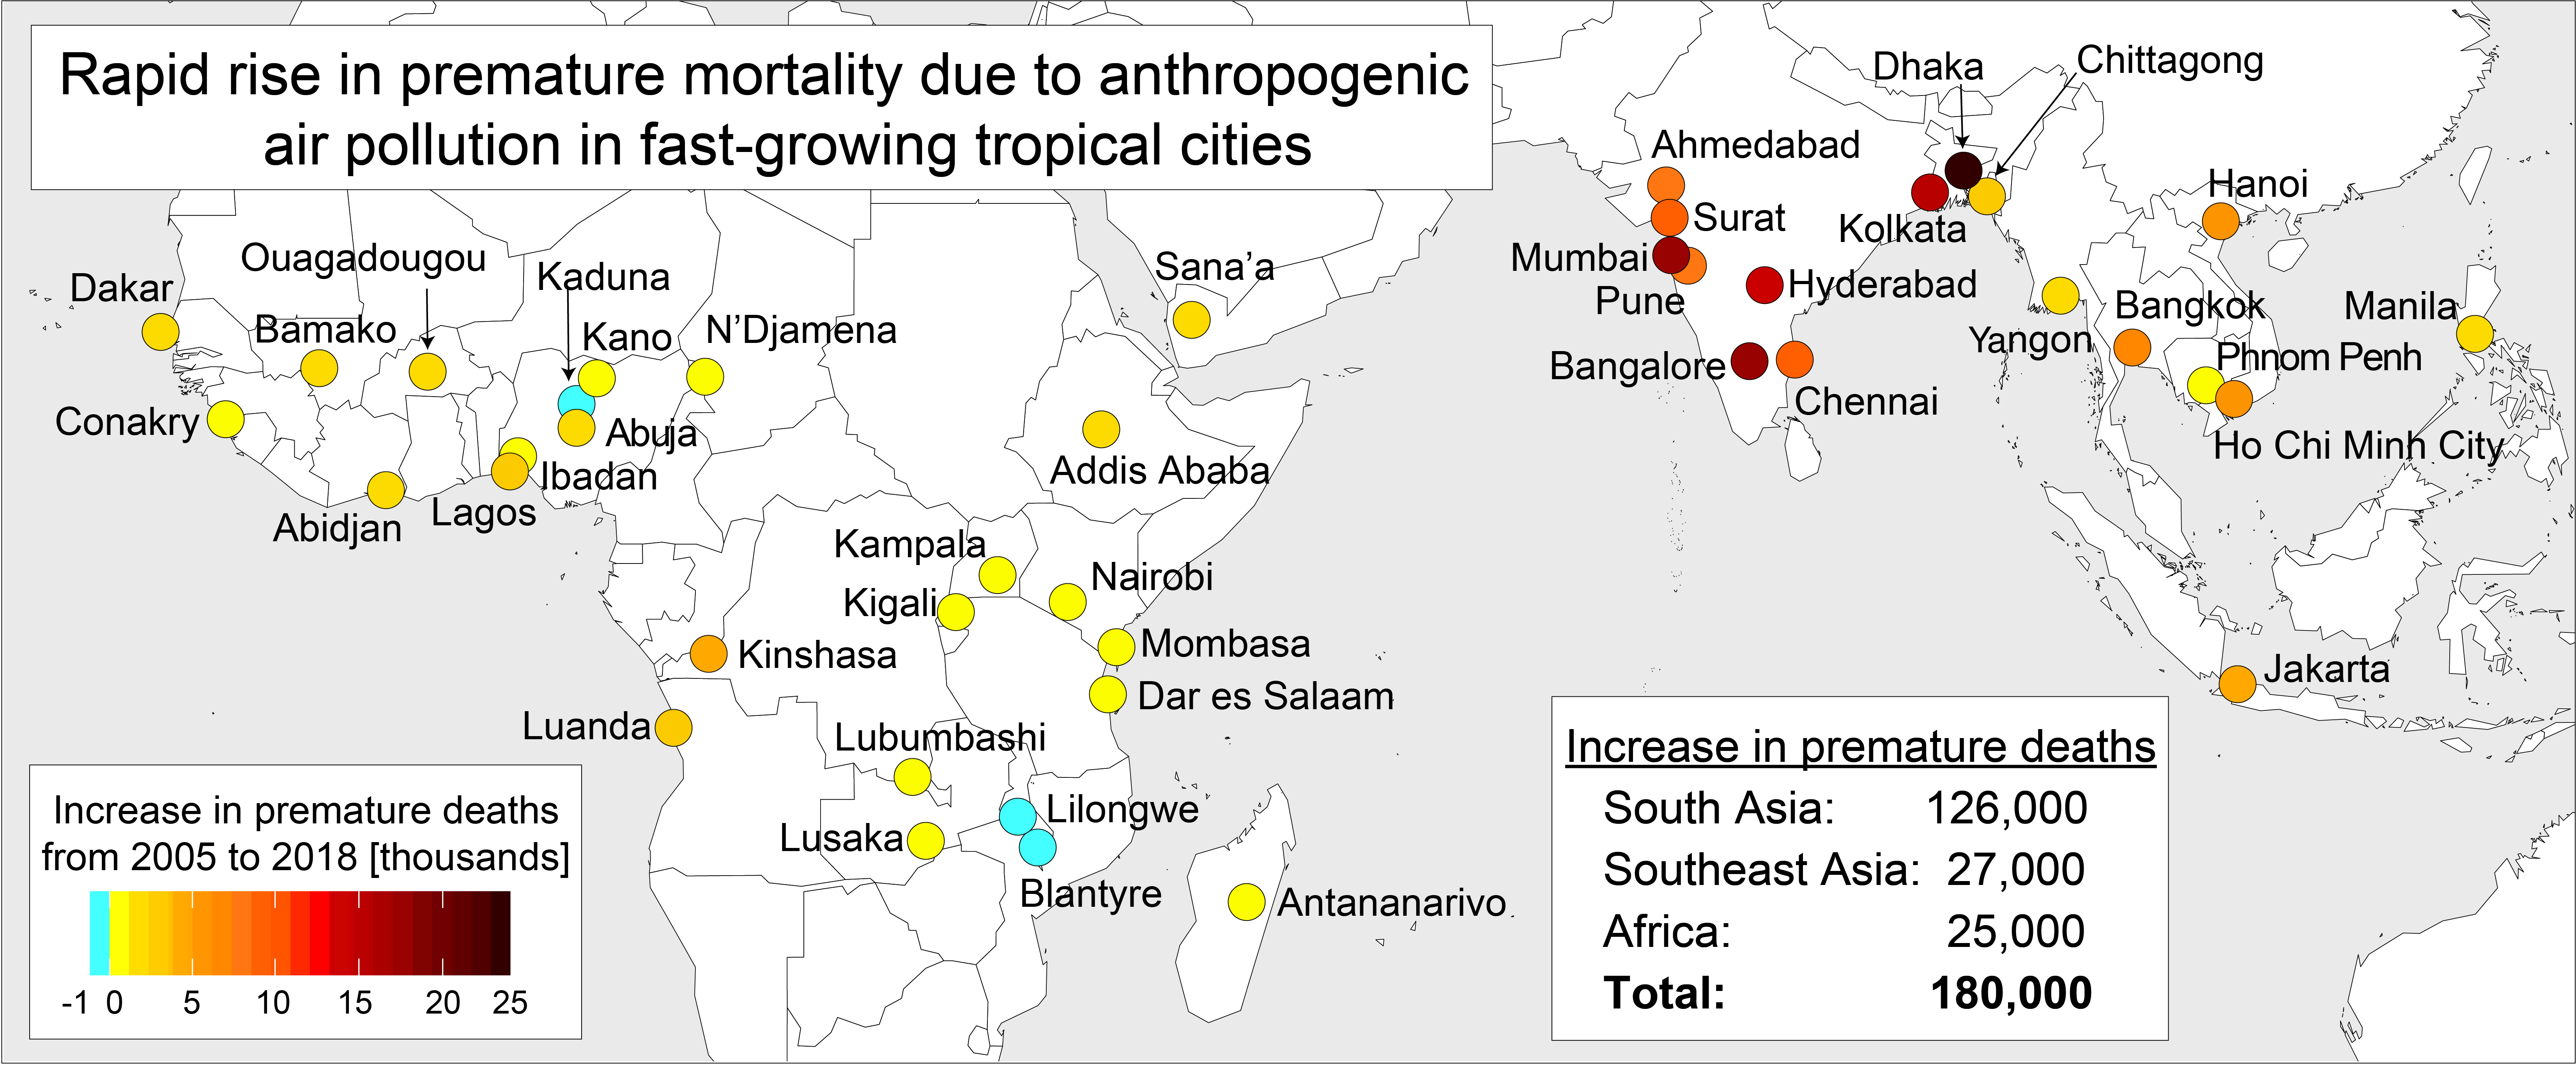 Rapid rise in premature mortality due to anthropogenic
air pollution in fast-growing tropical cities
Dhaka
Chittagong
Ahmedabad
Hanoi
Surat
Kolkata
Mumbai
Hyderabad
Pune
Bangkok
Manila
Yangon
Phnom Penh
Bangalore
Chennai
Ho Chi Minh City
Jakarta
Ouagadougou
Kaduna
Sana’a
Dakar
Bamako
Kano
N’Djamena
Conakry
Abuja
Ibadan
Addis Ababa
Lagos
Abidjan
Kampala
Nairobi
Kigali
Mombasa
Kinshasa
Dar es Salaam
Luanda
Lubumbashi
Lilongwe
Lusaka
Blantyre
Antananarivo
Increase in premature deaths
from 2005 to 2018 [thousands]
-1 0 5 10 15 20 25
Increase in premature deaths
South Asia: 126,000
Southeast Asia: 27,000
Africa: 25,000
Total: 180,000